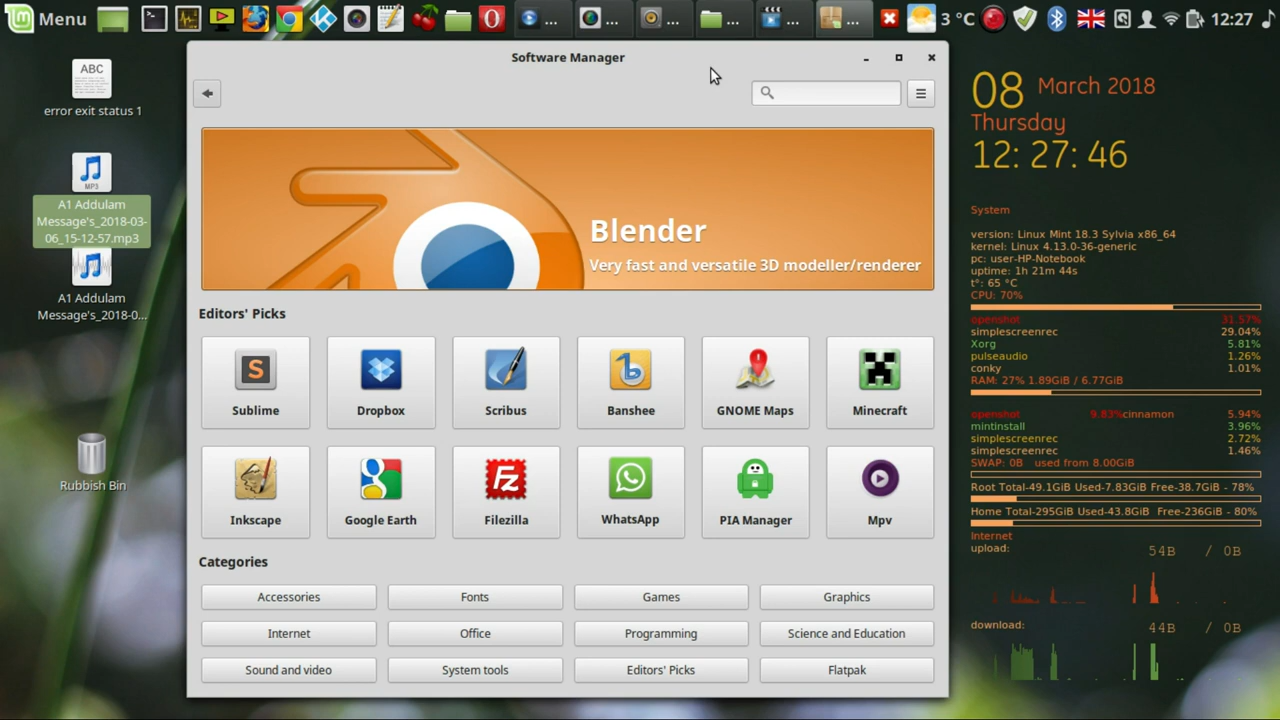 Menu
...
...
...
...
...
...
3 °C
12:27
ABC
error exit status 1
MP3
A1 Addulam
Message's_2018-03-
06_15-12-57.mp3
A1 Addulam
Message's_2018-0...
Rubbish Bin
Software Manager
Blender
Very fast and versatile 3D modeller/renderer
Editors' Picks
Sublime
Dropbox
Scribus
Banshee
GNOME Maps
Minecraft
Inkscape
Google Earth
Filezilla
WhatsApp
PIA Manager
Mpv
Categories
Accessories
Fonts
Games
Graphics
Internet
Office
Programming
Science and Education
Sound and video
System tools
Editors' Picks
Flatpak
08 March 2018
Thursday
12: 27: 46
System
version: Linux Mint 18.3 Sylvia x86_64
kernel: Linux 4.13.0-36-generic
pc: user-HP-Notebook
uptime: 1h 21m 44s
t°: 65 °C
CPU: 70%
openshot 31.57%
simplescreenrec 29.04%
Xorg 5.81%
pulseaudio 1.26%
conky 1.01%
RAM: 27% 1.89GiB / 6.77GiB
openshot 9.83%cinnamon 5.94%
mintinstall 3.96%
simplescreenrec 2.72%
simplescreenrec 1.46%
SWAP: 0B used from 8.00GiB
Root Total-49.1GiB Used-7.83GiB Free-38.7GiB - 78%
Home Total-295GiB Used-43.8GiB Free-236GiB - 80%
Internet
upload: 54B / 0B
download: 44B / 0B